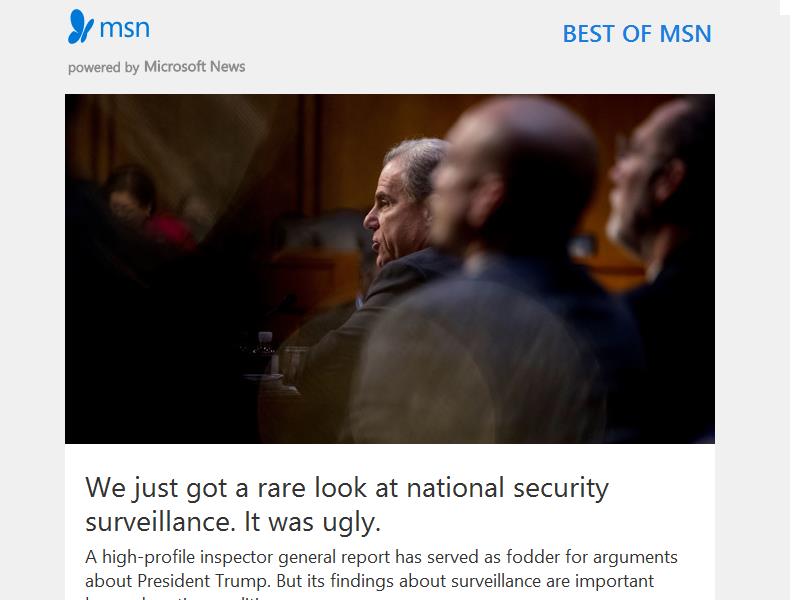 msn
BEST OF MSN
powered by Microsoft News
We just got a rare look at national security
surveillance. It was ugly.
A high-profile inspector general report has served as fodder for arguments
about President Trump. But its findings about surveillance are important